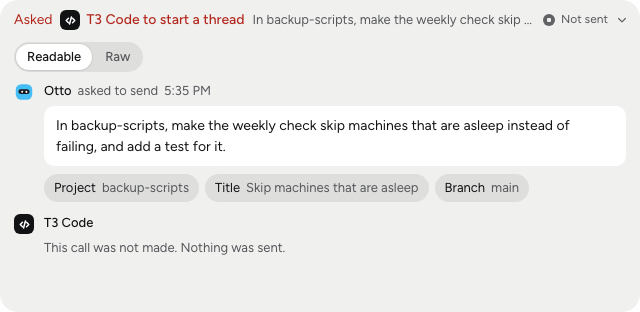 Asked T3 Code to start a thread In backup-scripts, make the weekly check skip ... Not sent
Readable Raw
Otto asked to send 5:35 PM
In backup-scripts, make the weekly check skip machines that are asleep instead of
failing, and add a test for it.
Project backup-scripts Title Skip machines that are asleep Branch main
T3 Code
This call was not made. Nothing was sent.